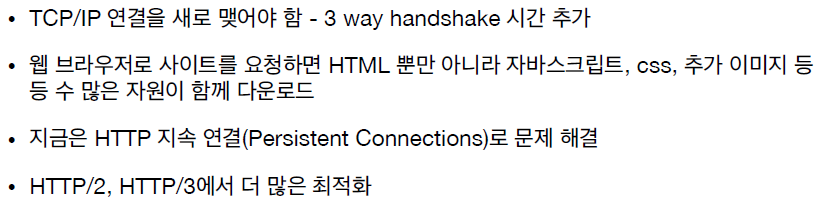 • TCP/IP 연결을 새로 맺어야 함 - 3 way handshake 시간 추가
• 웹 브라우저로 사이트를 요청하면 HTML 뿐만 아니라 자바스크립트, css, 추가 이미지 등
등 수 많은 자원이 함께 다운로드
• 지금은 HTTP 지속 연결(Persistent Connections)로 문제 해결
• HTTP/2, HTTP/3에서 더 많은 최적화